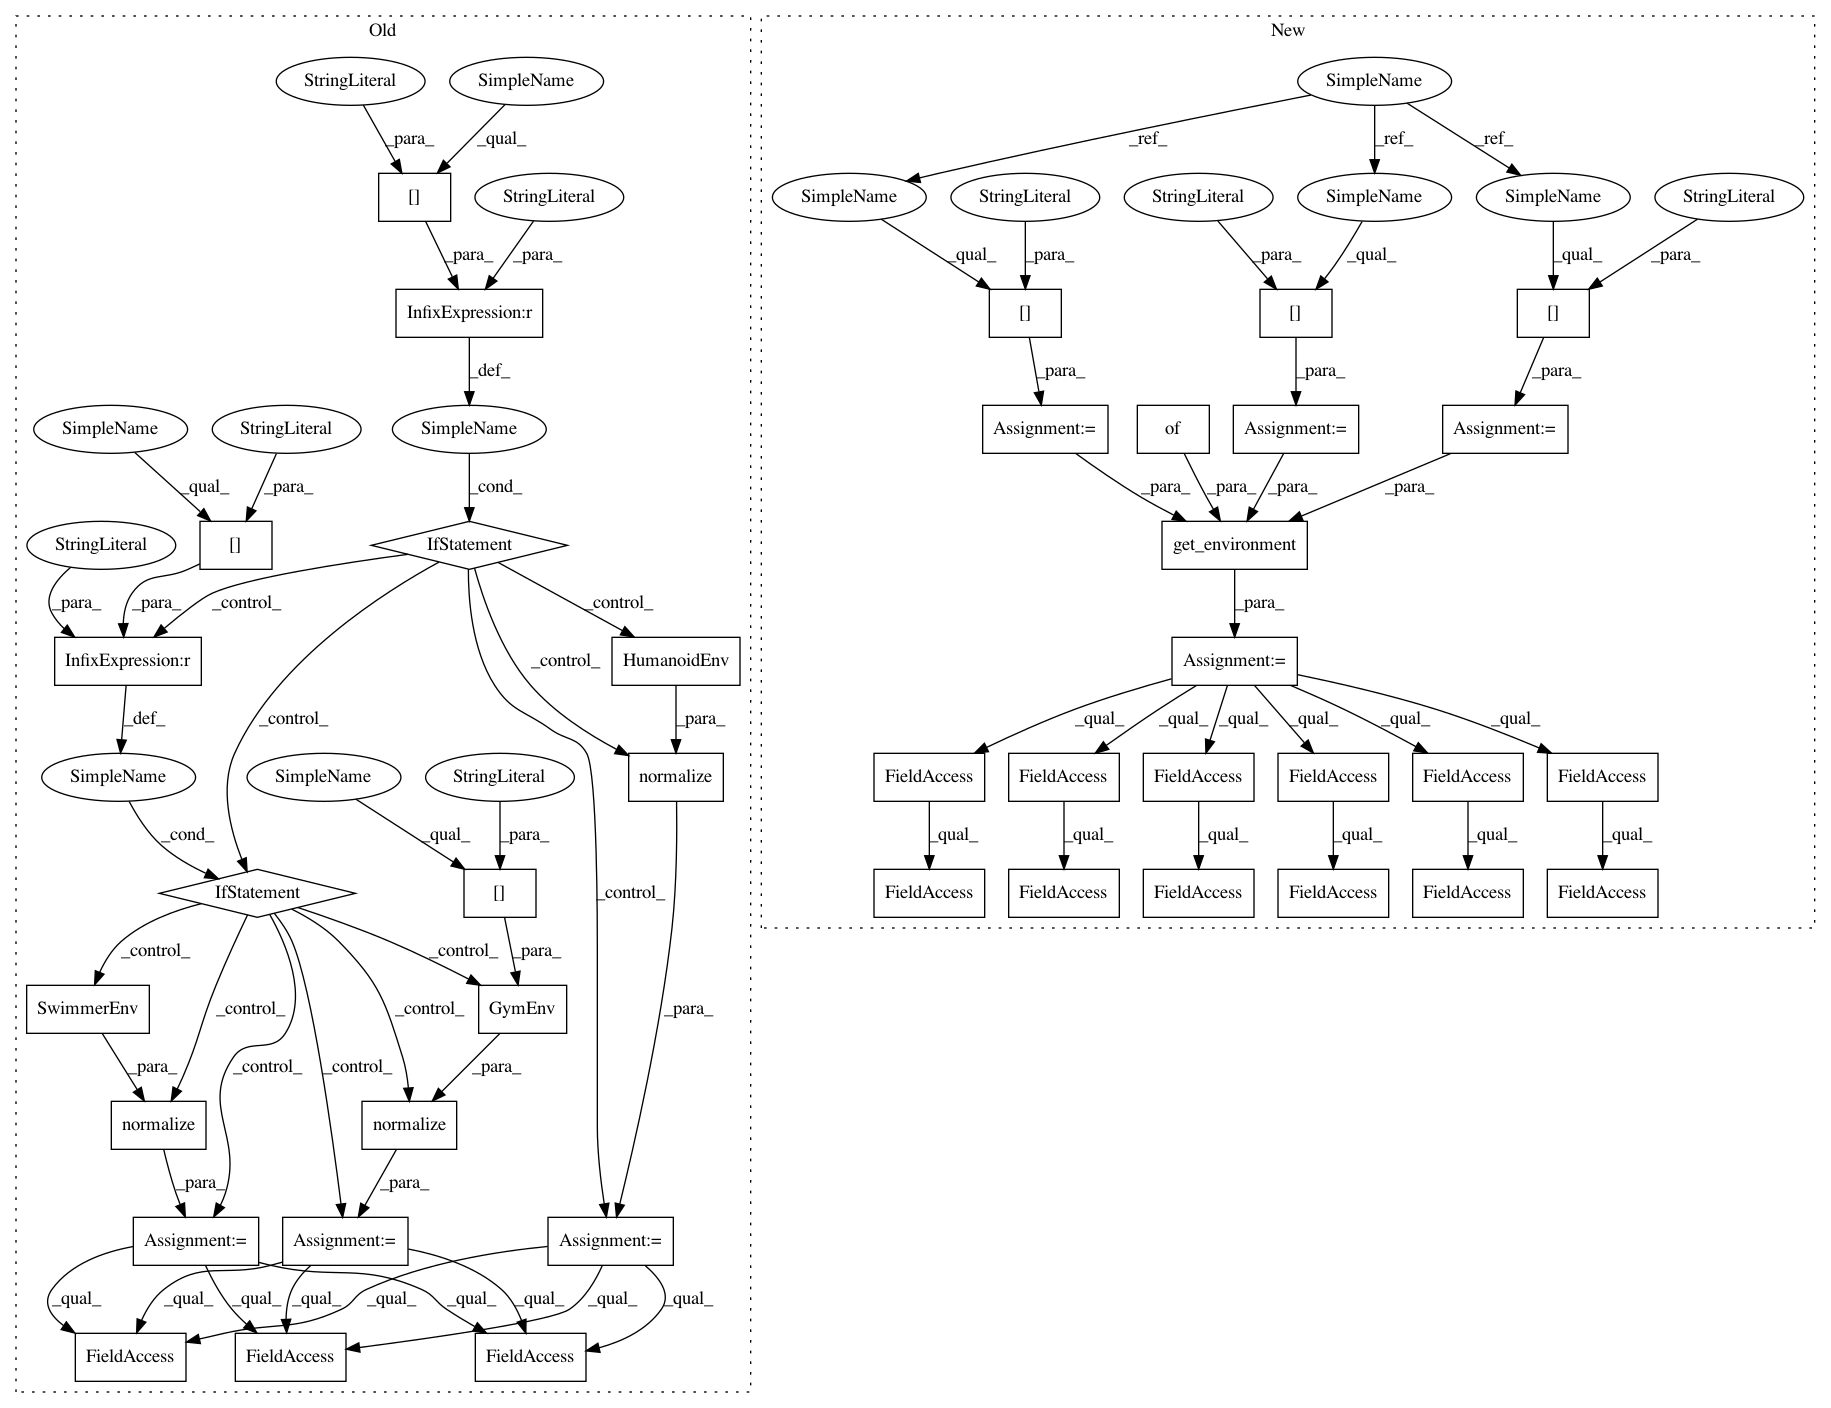 Old
StringLiteral
SimpleName
_para_
_qual_
[]
StringLiteral
_para_
_para_
InfixExpression:r
_def_
SimpleName
StringLiteral
SimpleName
_qual_
_para_
_cond_
StringLiteral
[]
IfStatement
_para_
_para_
_control_
_control_
InfixExpression:r
HumanoidEnv
_def_
_control_
_control_
_para_
SimpleName
SimpleName
StringLiteral
normalize
_cond_
_qual_
_para_
IfStatement
[]
_control_
_control_
_control_
_para_
SwimmerEnv
GymEnv
_control_
_control_
_para_
_para_
_control_
_control_
_para_
normalize
normalize
_para_
_para_
Assignment:=
Assignment:=
Assignment:=
_qual_
_qual_
_qual_
_qual_
_qual_
_qual_
_qual_
_qual_
_qual_
FieldAccess
FieldAccess
FieldAccess
New
SimpleName
_ref_
_ref_
_ref_
SimpleName
StringLiteral
StringLiteral
SimpleName
SimpleName
StringLiteral
_qual_
_para_
_para_
_qual_
_qual_
_para_
[]
[]
[]
_para_
_para_
_para_
Assignment:=
of
Assignment:=
Assignment:=
_para_
_para_
_para_
_para_
get_environment
_para_
Assignment:=
_qual_
_qual_
_qual_
_qual_
_qual_
_qual_
FieldAccess
FieldAccess
FieldAccess
FieldAccess
FieldAccess
FieldAccess
_qual_
_qual_
_qual_
_qual_
_qual_
_qual_
FieldAccess
FieldAccess
FieldAccess
FieldAccess
FieldAccess
FieldAccess